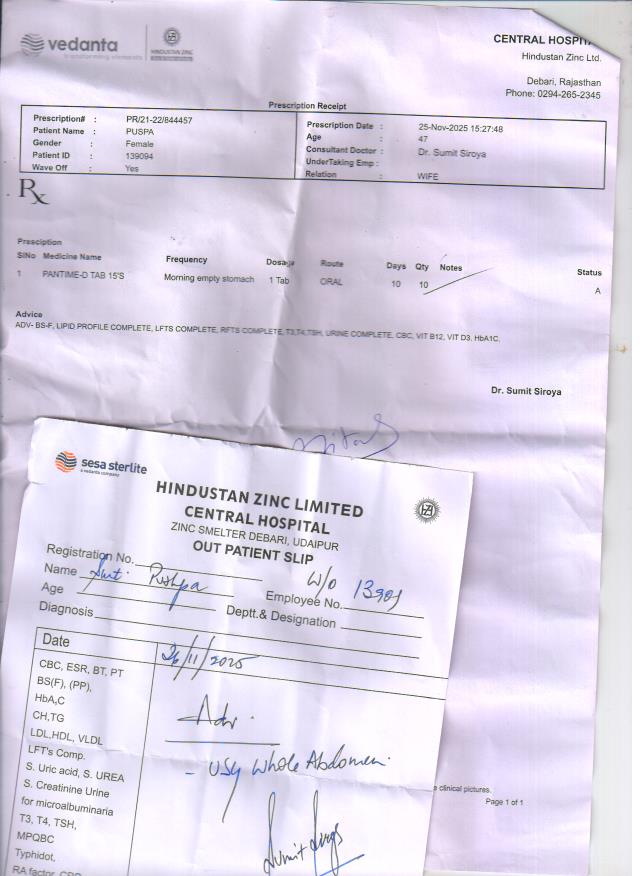 vedanta
transforming elements
HINDUSTAN ZINC
CENTRAL HOSPITA
Hindustan Zinc Ltd.
Debari, Rajasthan
Phone: 0294-265-2345
Prescription Receipt
Prescription# : PR/21-22/844457
Patient Name : PUSPA
Gender : Female
Patient ID : 139094
Wave Off : Yes
Prescription Date : 25-Nov-2025 15:27:48
Age : 47
Consultant Doctor : Dr. Sumit Siroya
UnderTaking Emp :
Relation : WIFE
Rx
Presciption
SlNo Medicine Name Frequency Dosage Route Days Qty Notes Status
1 PANTIME-D TAB 15'S Morning empty stomach 1 Tab ORAL 10 10 A
Advice
ADV- BS-F, LIPID PROFILE COMPLETE, LFTS COMPLETE, RFTS COMPLETE, T3,T4,TSH, URINE COMPLETE, CBC, VIT B12, VIT D3, HbA1C,
Dr. Sumit Siroya
sesa sterlite
a vedanta company
HINDUSTAN ZINC LIMITED
CENTRAL HOSPITAL
ZINC SMELTER DEBARI, UDAIPUR
OUT PATIENT SLIP
Registration No.
Name Smt. Pushpa W/O
Employee No.
Age
Deptt.& Designation
Diagnosis
Date 26/11/2025
CBC, ESR, BT, PT
BS(F), (PP),
HbA,C
CH,TG
LDL,HDL, VLDL
LFT's Comp.
S. Uric acid, S. UREA
S. Creatinine Urine
for microalbuminaria
T3, T4, TSH,
MPQBC
Typhidot,
RA factor, CRP
Adv.
- USG Whole Abdomen
clinical pictures.
Page 1 of 1